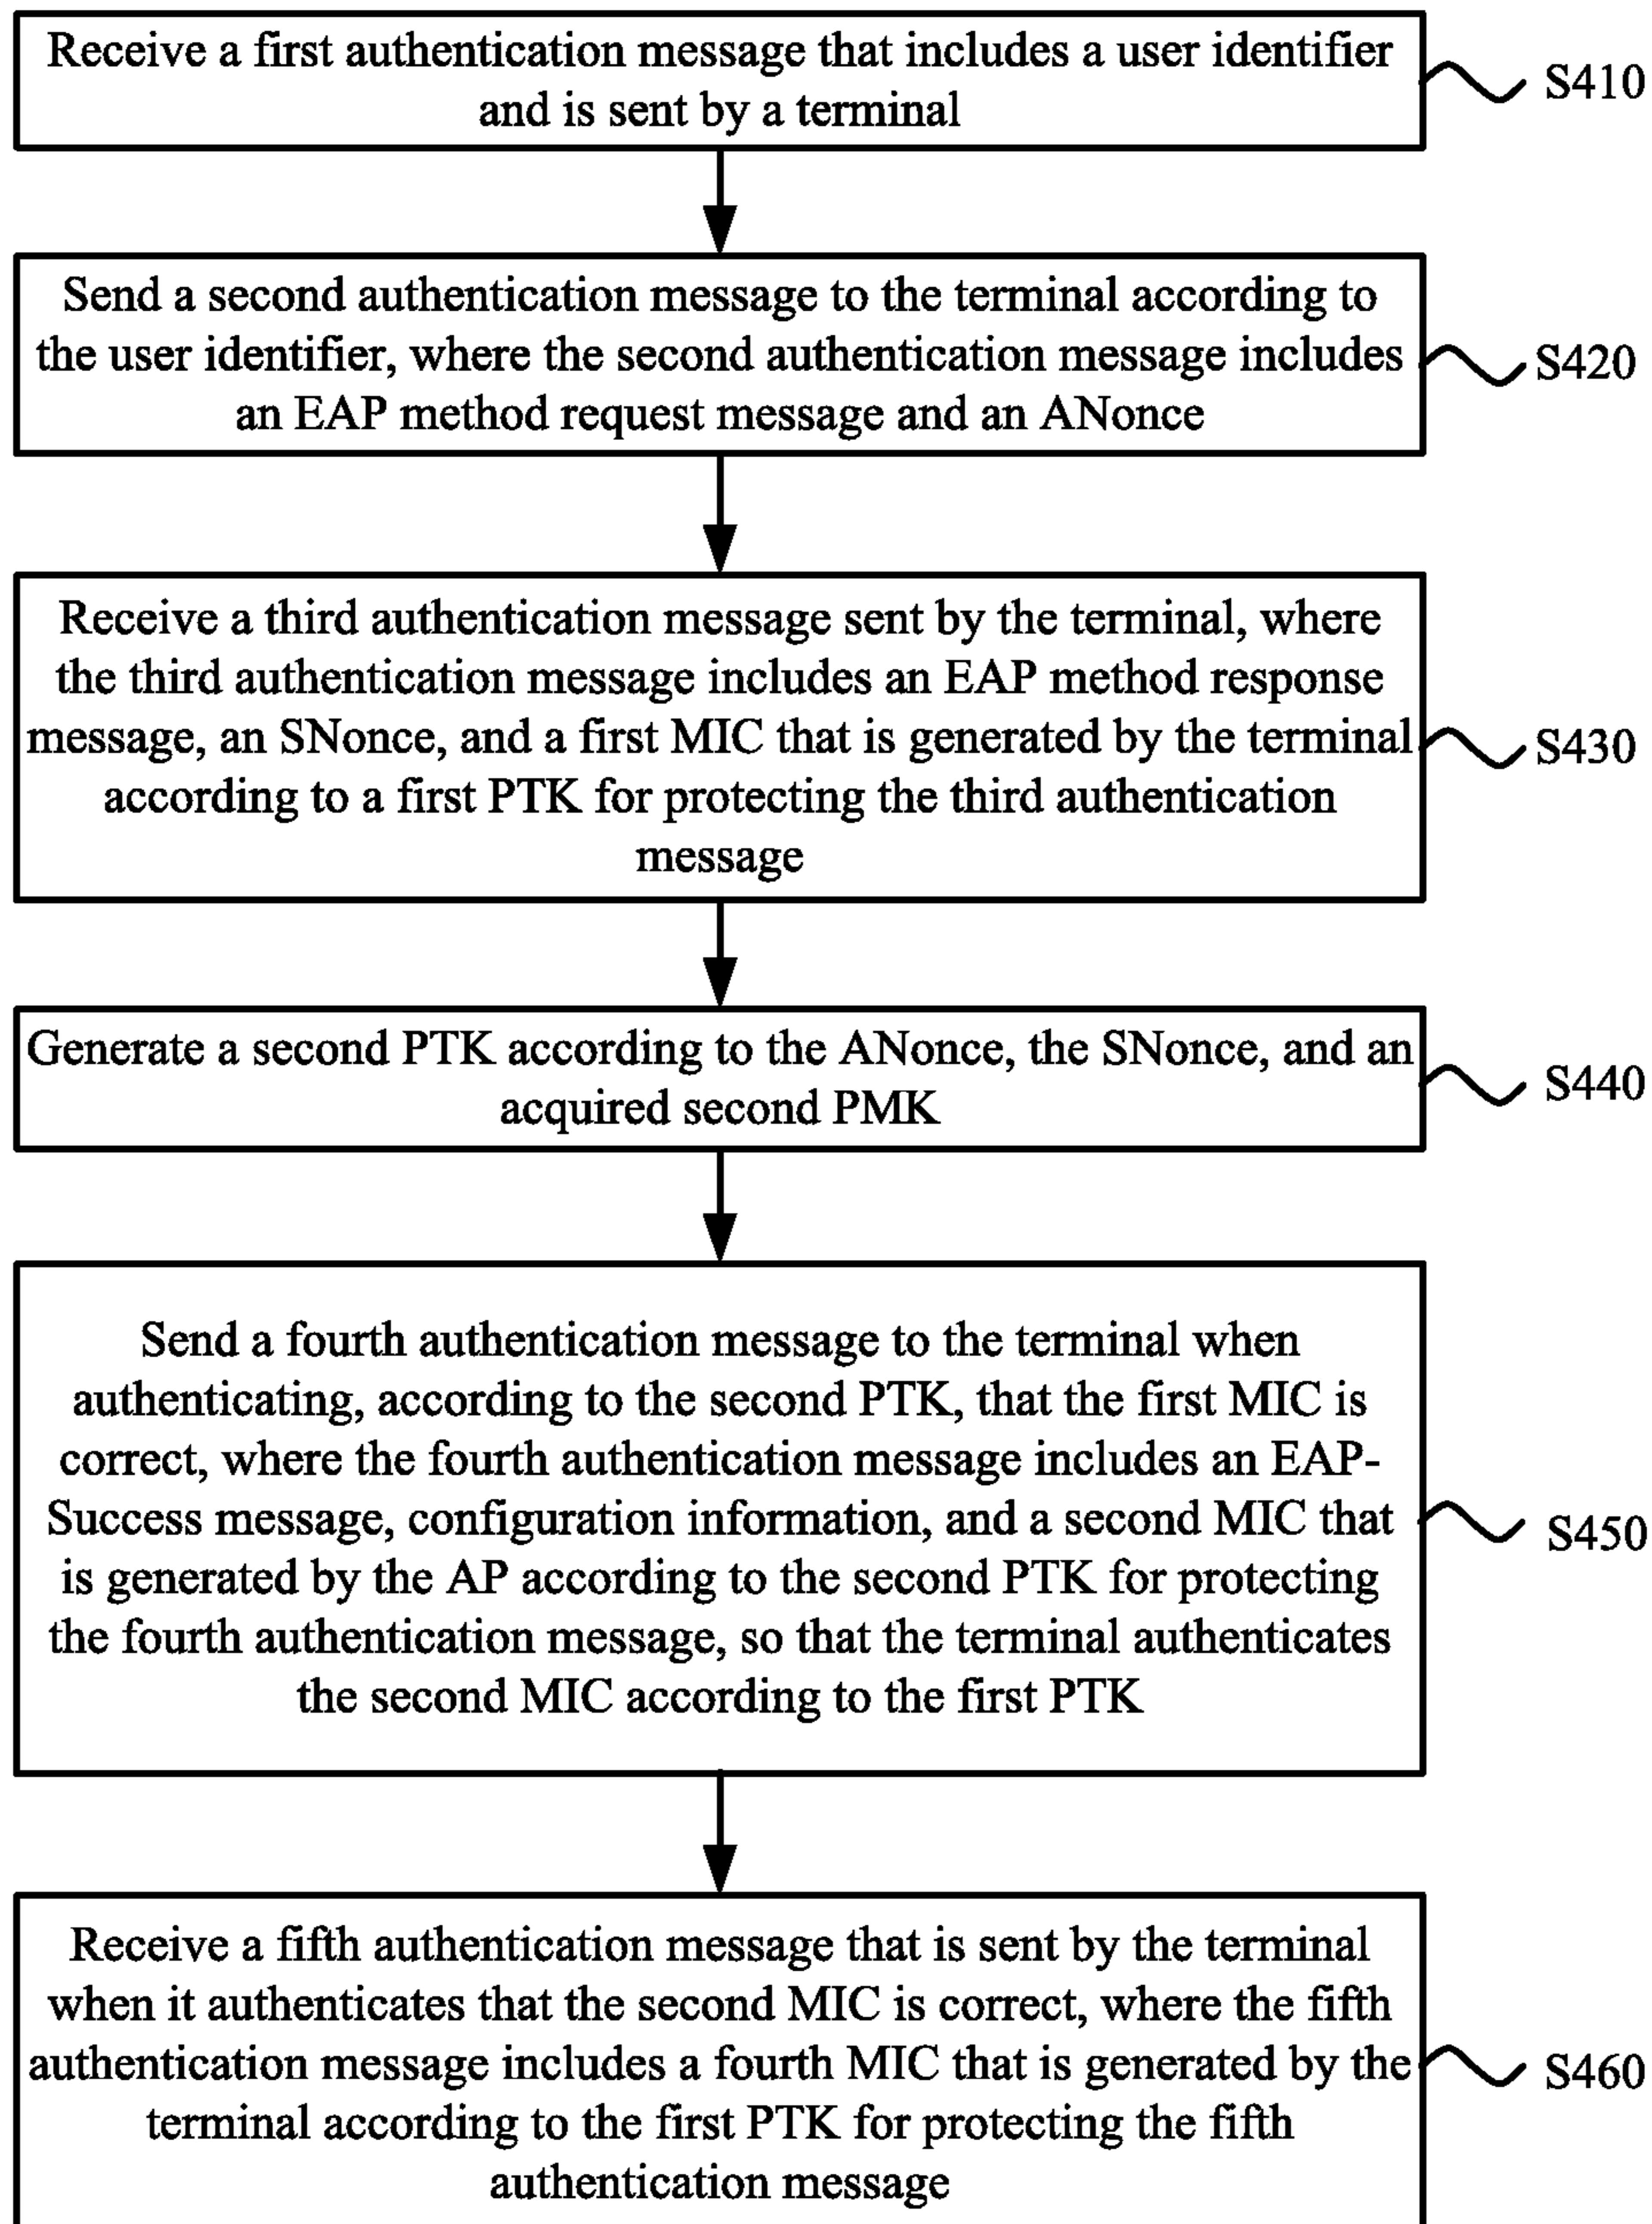 Receive a first authentication message that includes a user identifier
and is sent by a terminal
S410
Send a second authentication message to the terminal according to
the user identifier, where the second authentication message includes
an EAP method request message and an ANonce
S420
Receive a third authentication message sent by the terminal, where
the third authentication message includes an EAP method response
message, an SNonce, and a first MIC that is generated by the terminal
according to a first PTK for protecting the third authentication
message
S430
Generate a second PTK according to the ANonce, the SNonce, and an
acquired second PMK
S440
Send a fourth authentication message to the terminal when
authenticating, according to the second PTK, that the first MIC is
correct, where the fourth authentication message includes an EAP-
Success message, configuration information, and a second MIC that
is generated by the AP according to the second PTK for protecting
the fourth authentication message, so that the terminal authenticates
the second MIC according to the first PTK
S450
Receive a fifth authentication message that is sent by the terminal
when it authenticates that the second MIC is correct, where the fifth
authentication message includes a fourth MIC that is generated by the
terminal according to the first PTK for protecting the fifth
authentication message
S460